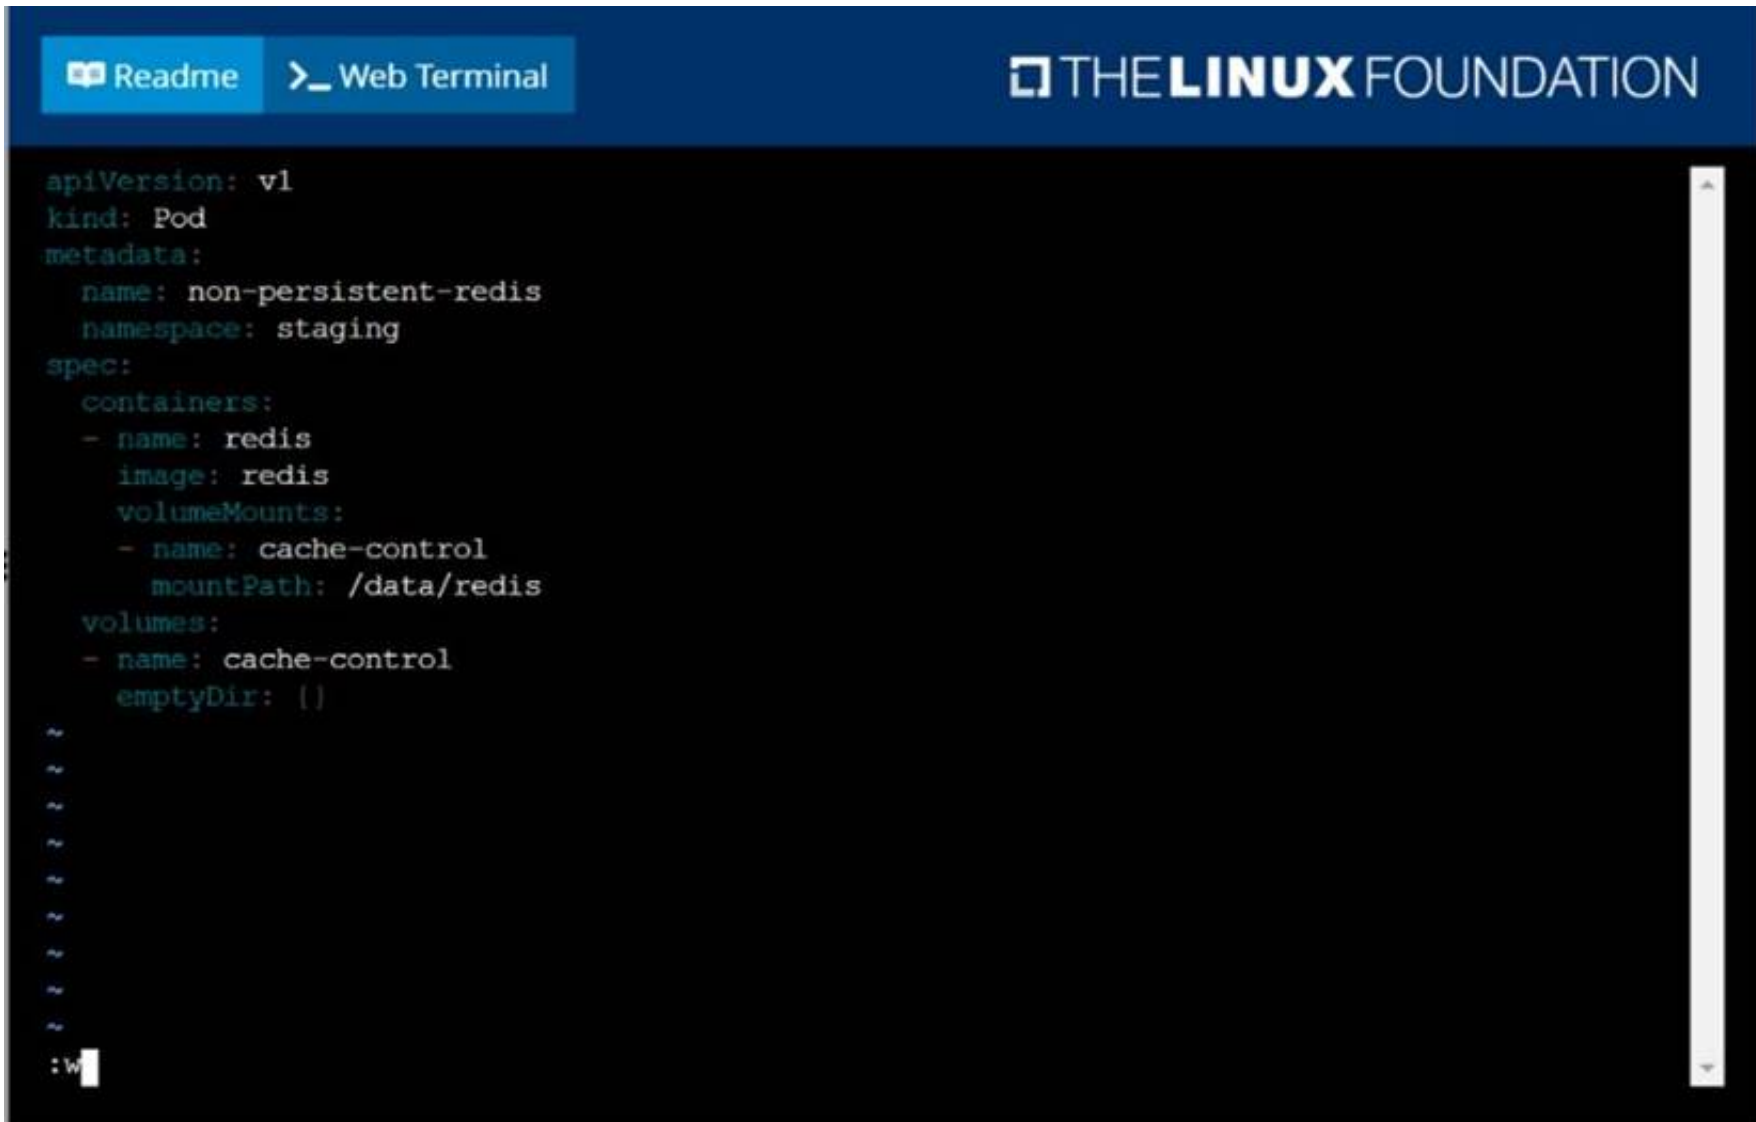 Readme >_ Web Terminal THE LINUX FOUNDATION
apiVersion: v1
kind: Pod
metadata:
  name: non-persistent-redis
  namespace: staging
spec:
  containers:
  - name: redis
    image: redis
    volumeMounts:
    - name: cache-control
      mountPath: /data/redis
  volumes:
  - name: cache-control
    emptyDir: {}
~
~
~
~
~
~
~
~
~
:w